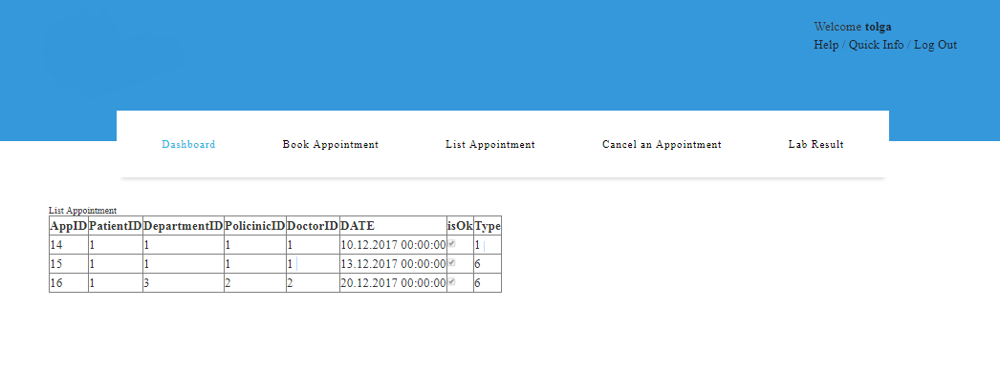 Welcome tolga
Help / Quick Info / Log Out
Dashboard Book Appointment List Appointment Cancel an Appointment Lab Result
List Appointment
AppID PatientID DepartmentID PolicinicID DoctorID DATE isOk Type
14 1 1 1 1 10.12.2017 00:00:00 1
15 1 1 1 1 13.12.2017 00:00:00 6
16 1 3 2 2 20.12.2017 00:00:00 6